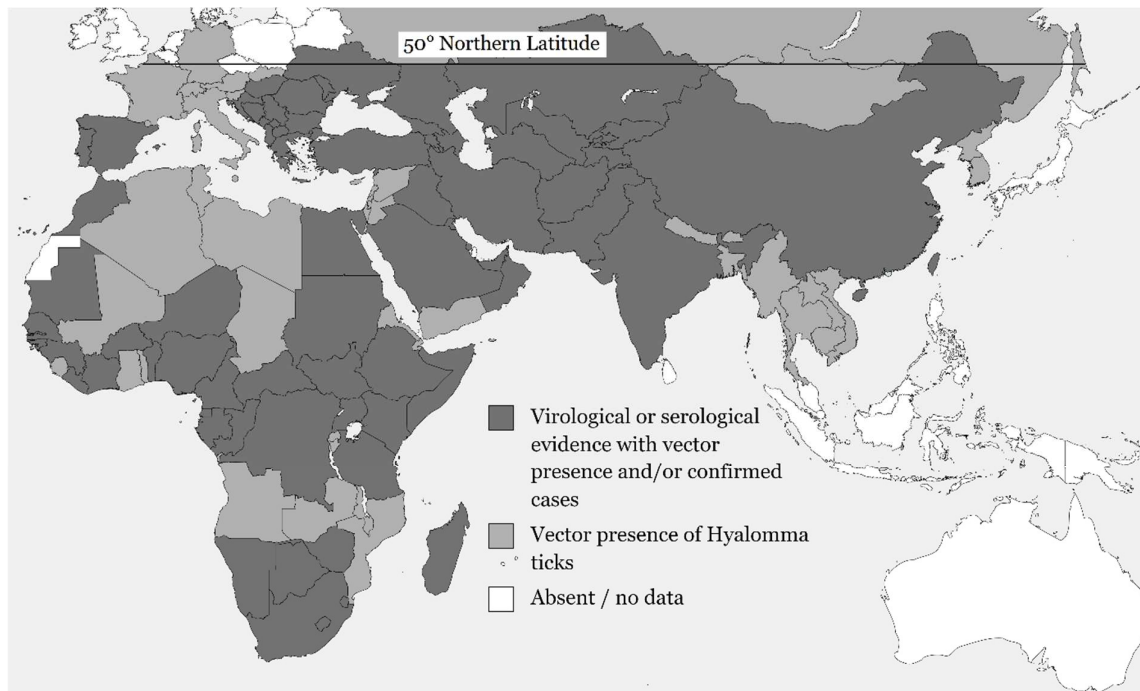 50° Northern Latitude
Virological or serological
evidence with vector
presence and/or confirmed
cases
Vector presence of Hyalomma
ticks
Absent / no data